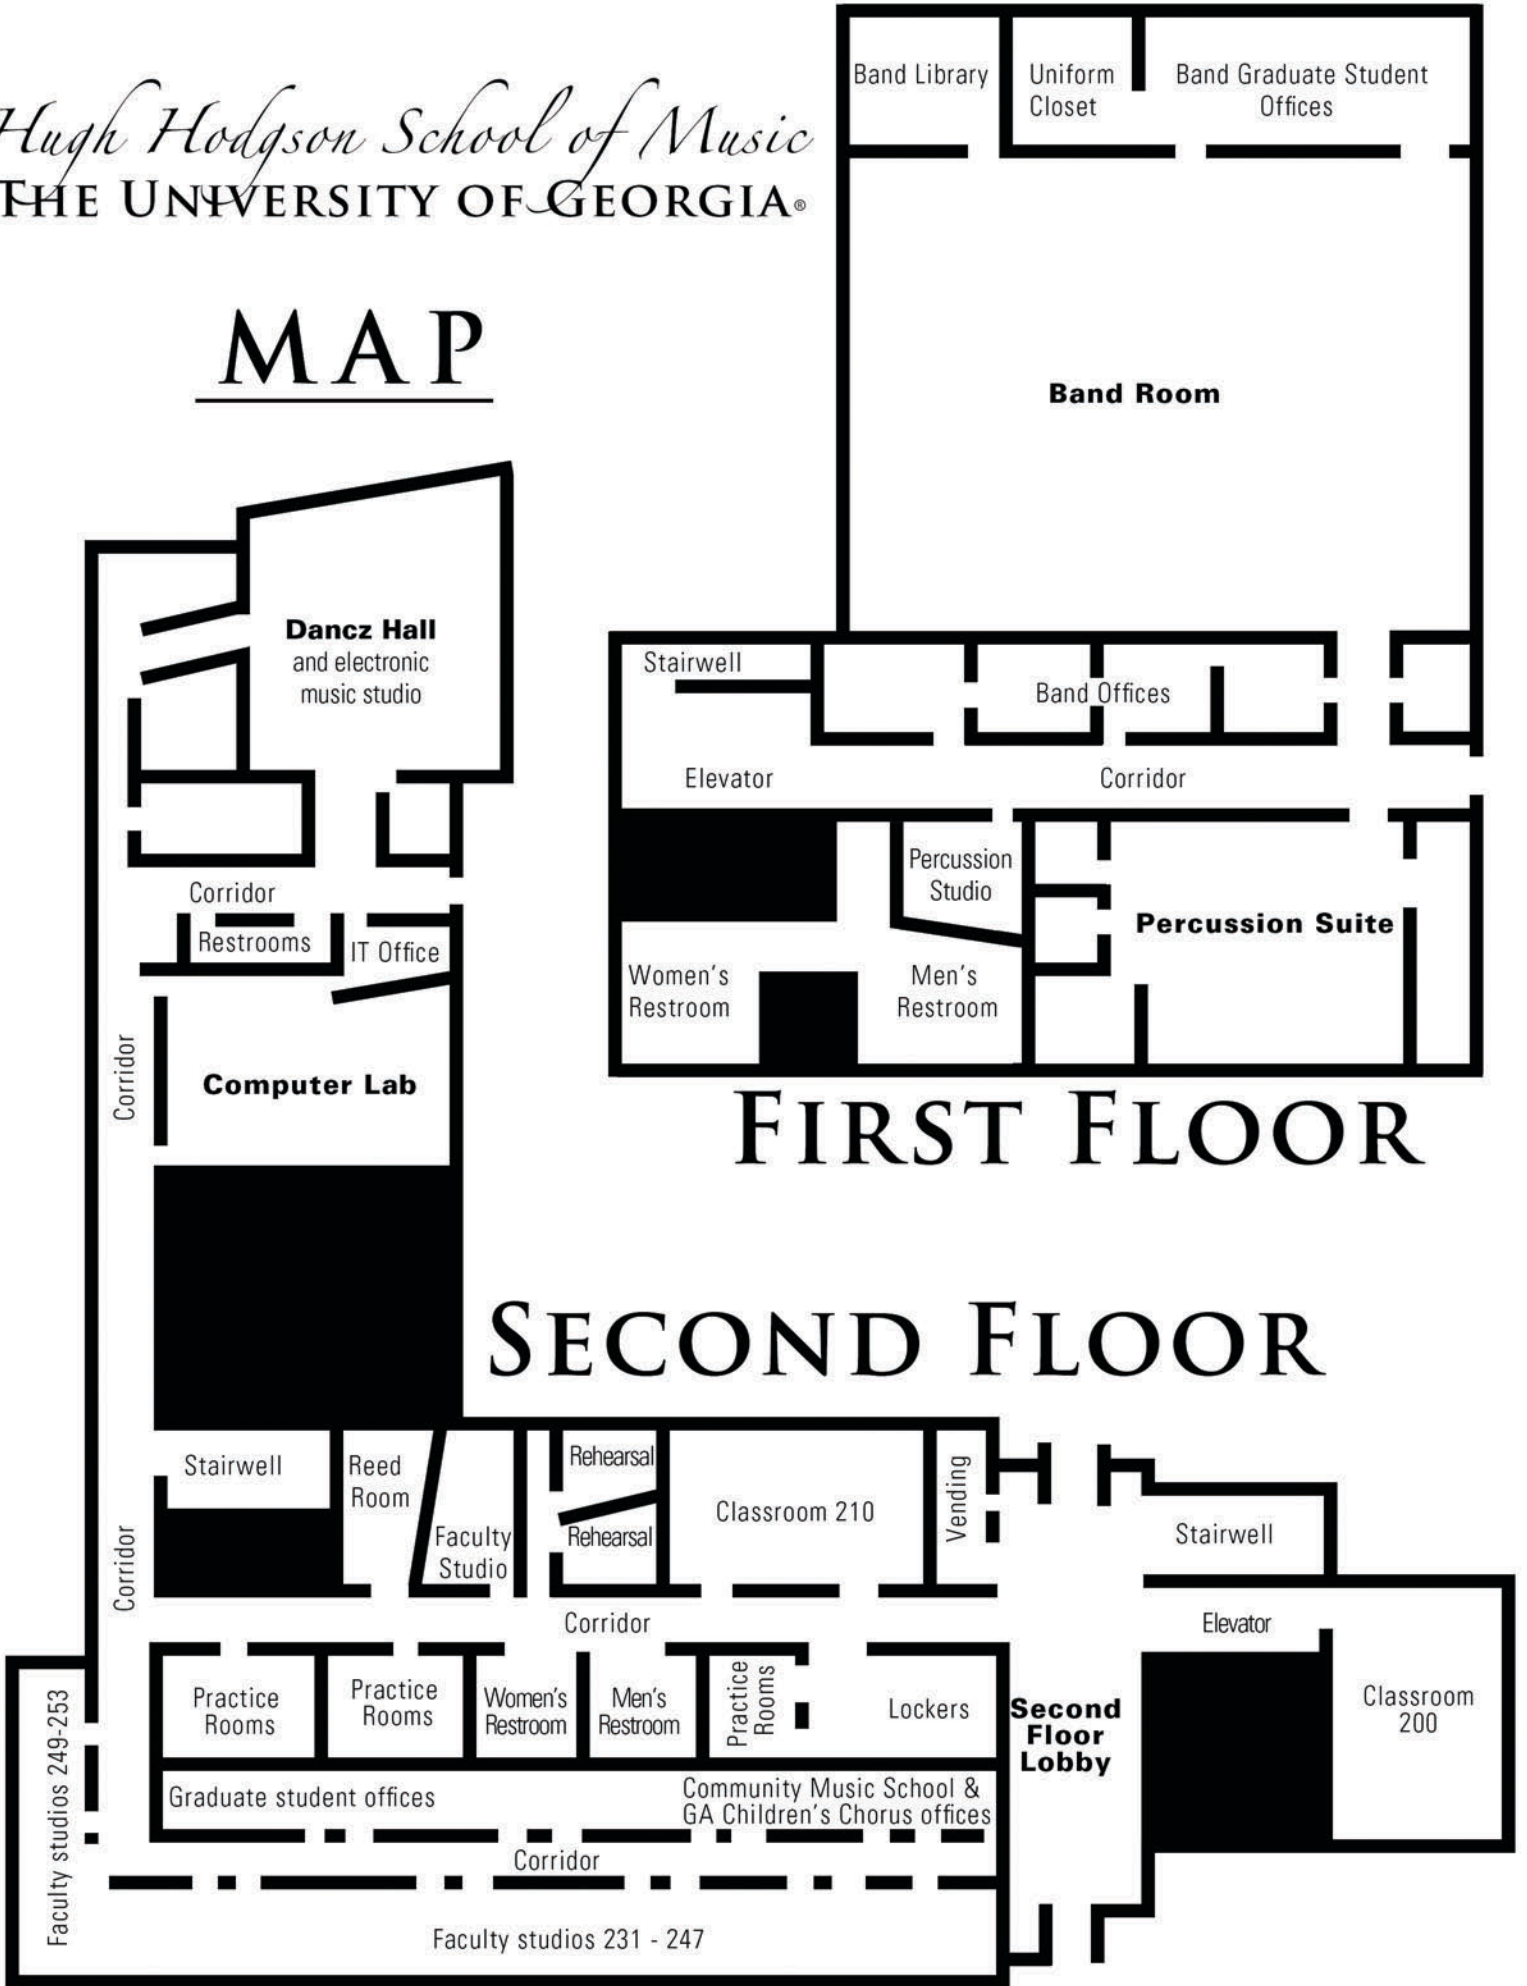 Hugh Hodgson School of Music
THE UNIVERSITY OF GEORGIA®
MAP
Band Library
Uniform
Closet
Band Graduate Student
Offices
Band Room
Stairwell
Band Offices
Elevator
Corridor
Percussion
Studio
Percussion Suite
Women's
Restroom
Men's
Restroom
FIRST FLOOR
Dancz Hall
and electronic
music studio
Corridor
Restrooms
IT Office
Corridor
Computer Lab
SECOND FLOOR
Stairwell
Reed
Room
Faculty
Studio
Rehearsal
Rehearsal
Classroom 210
Vending
Stairwell
Corridor
Corridor
Elevator
Practice
Rooms
Practice
Rooms
Women's
Restroom
Men's
Restroom
Practice
Rooms
Lockers
Second
Floor
Lobby
Classroom
200
Faculty studios 249-253
Graduate student offices
Community Music School &
GA Children's Chorus offices
Corridor
Faculty studios 231 - 247